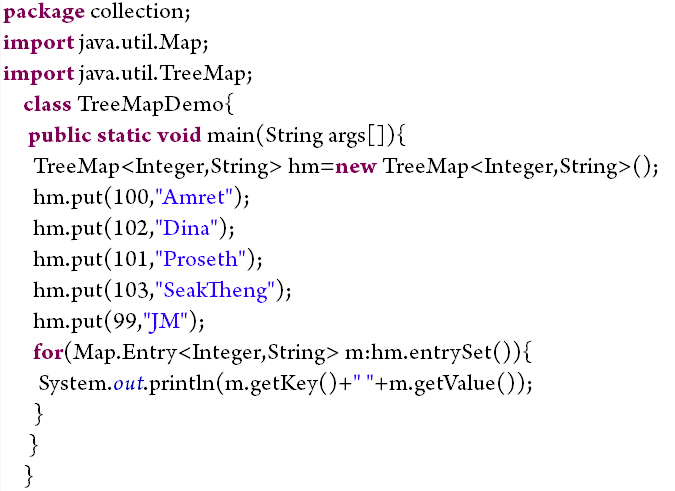 package collection;
import java.util.Map;
import java.util.TreeMap;
class TreeMapDemo{
public static void main(String args[]){
TreeMap<Integer,String> hm=new TreeMap<Integer,String>();
hm.put(100,"Amret");
hm.put(102,"Dina");
hm.put(101,"Proseth");
hm.put(103,"SeakTheng");
hm.put(99,"JM");
for(Map.Entry<Integer,String> m:hm.entrySet()){
System.out.println(m.getKey()+" "+m.getValue());
}
}
}